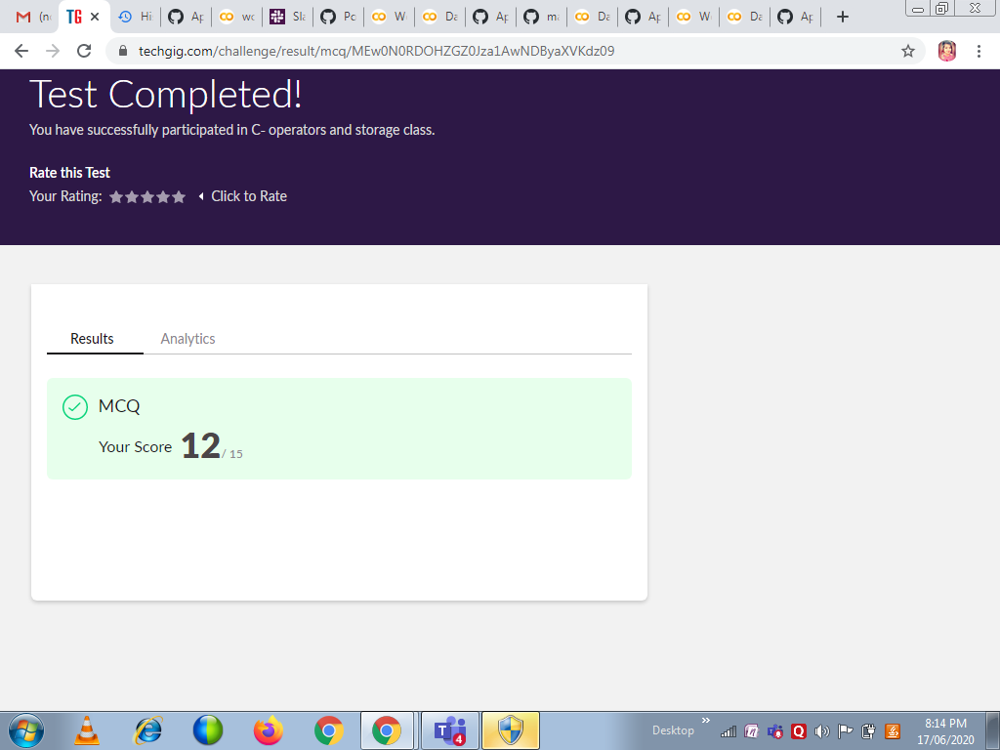 (n
TG
Hi
Ap
wo
Sla
Pc
W
Da
Ap
ma
Da
Ap
W
Da
Ap
techgig.com/challenge/result/mcq/MEw0N0RDOHZGZ0Jza1AwNDByaXVKdz09
Test Completed!
You have successfully participated in C- operators and storage class.
Rate this Test
Your Rating:
Click to Rate
Results
Analytics
MCQ
Your Score 12 / 15
T
4
Desktop
Q
8:14 PM
17/06/2020